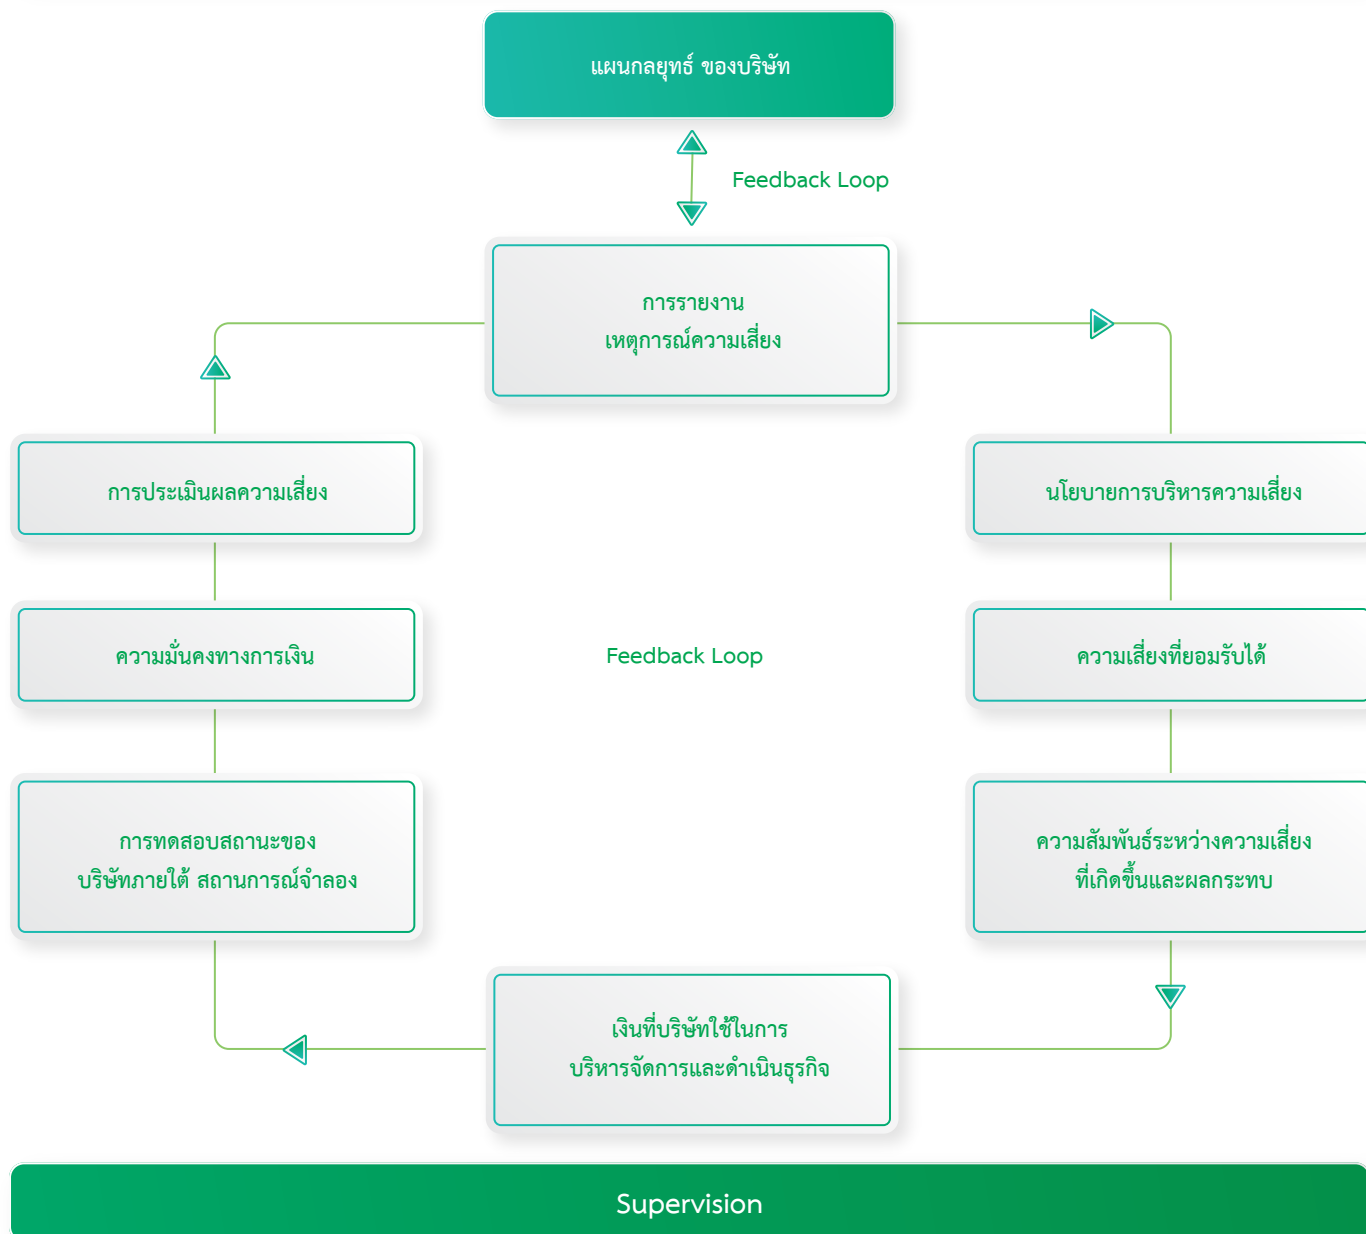 แผนกลยุทธ์ ของบริษัท
Feedback Loop
การรายงาน
เหตุการณ์ความเสี่ยง
การประเมินผลความเสี่ยง
นโยบายการบริหารความเสี่ยง
ความมั่นคงทางการเงิน
Feedback Loop
ความเสี่ยงที่ยอมรับได้
การทดสอบสถานะของ
บริษัทภายใต้ สถานการณ์จำลอง
ความสัมพันธ์ระหว่างความเสี่ยง
ที่เกิดขึ้นและผลกระทบ
เงินที่บริษัทใช้ในการ
บริหารจัดการและดำเนินธุรกิจ
Supervision